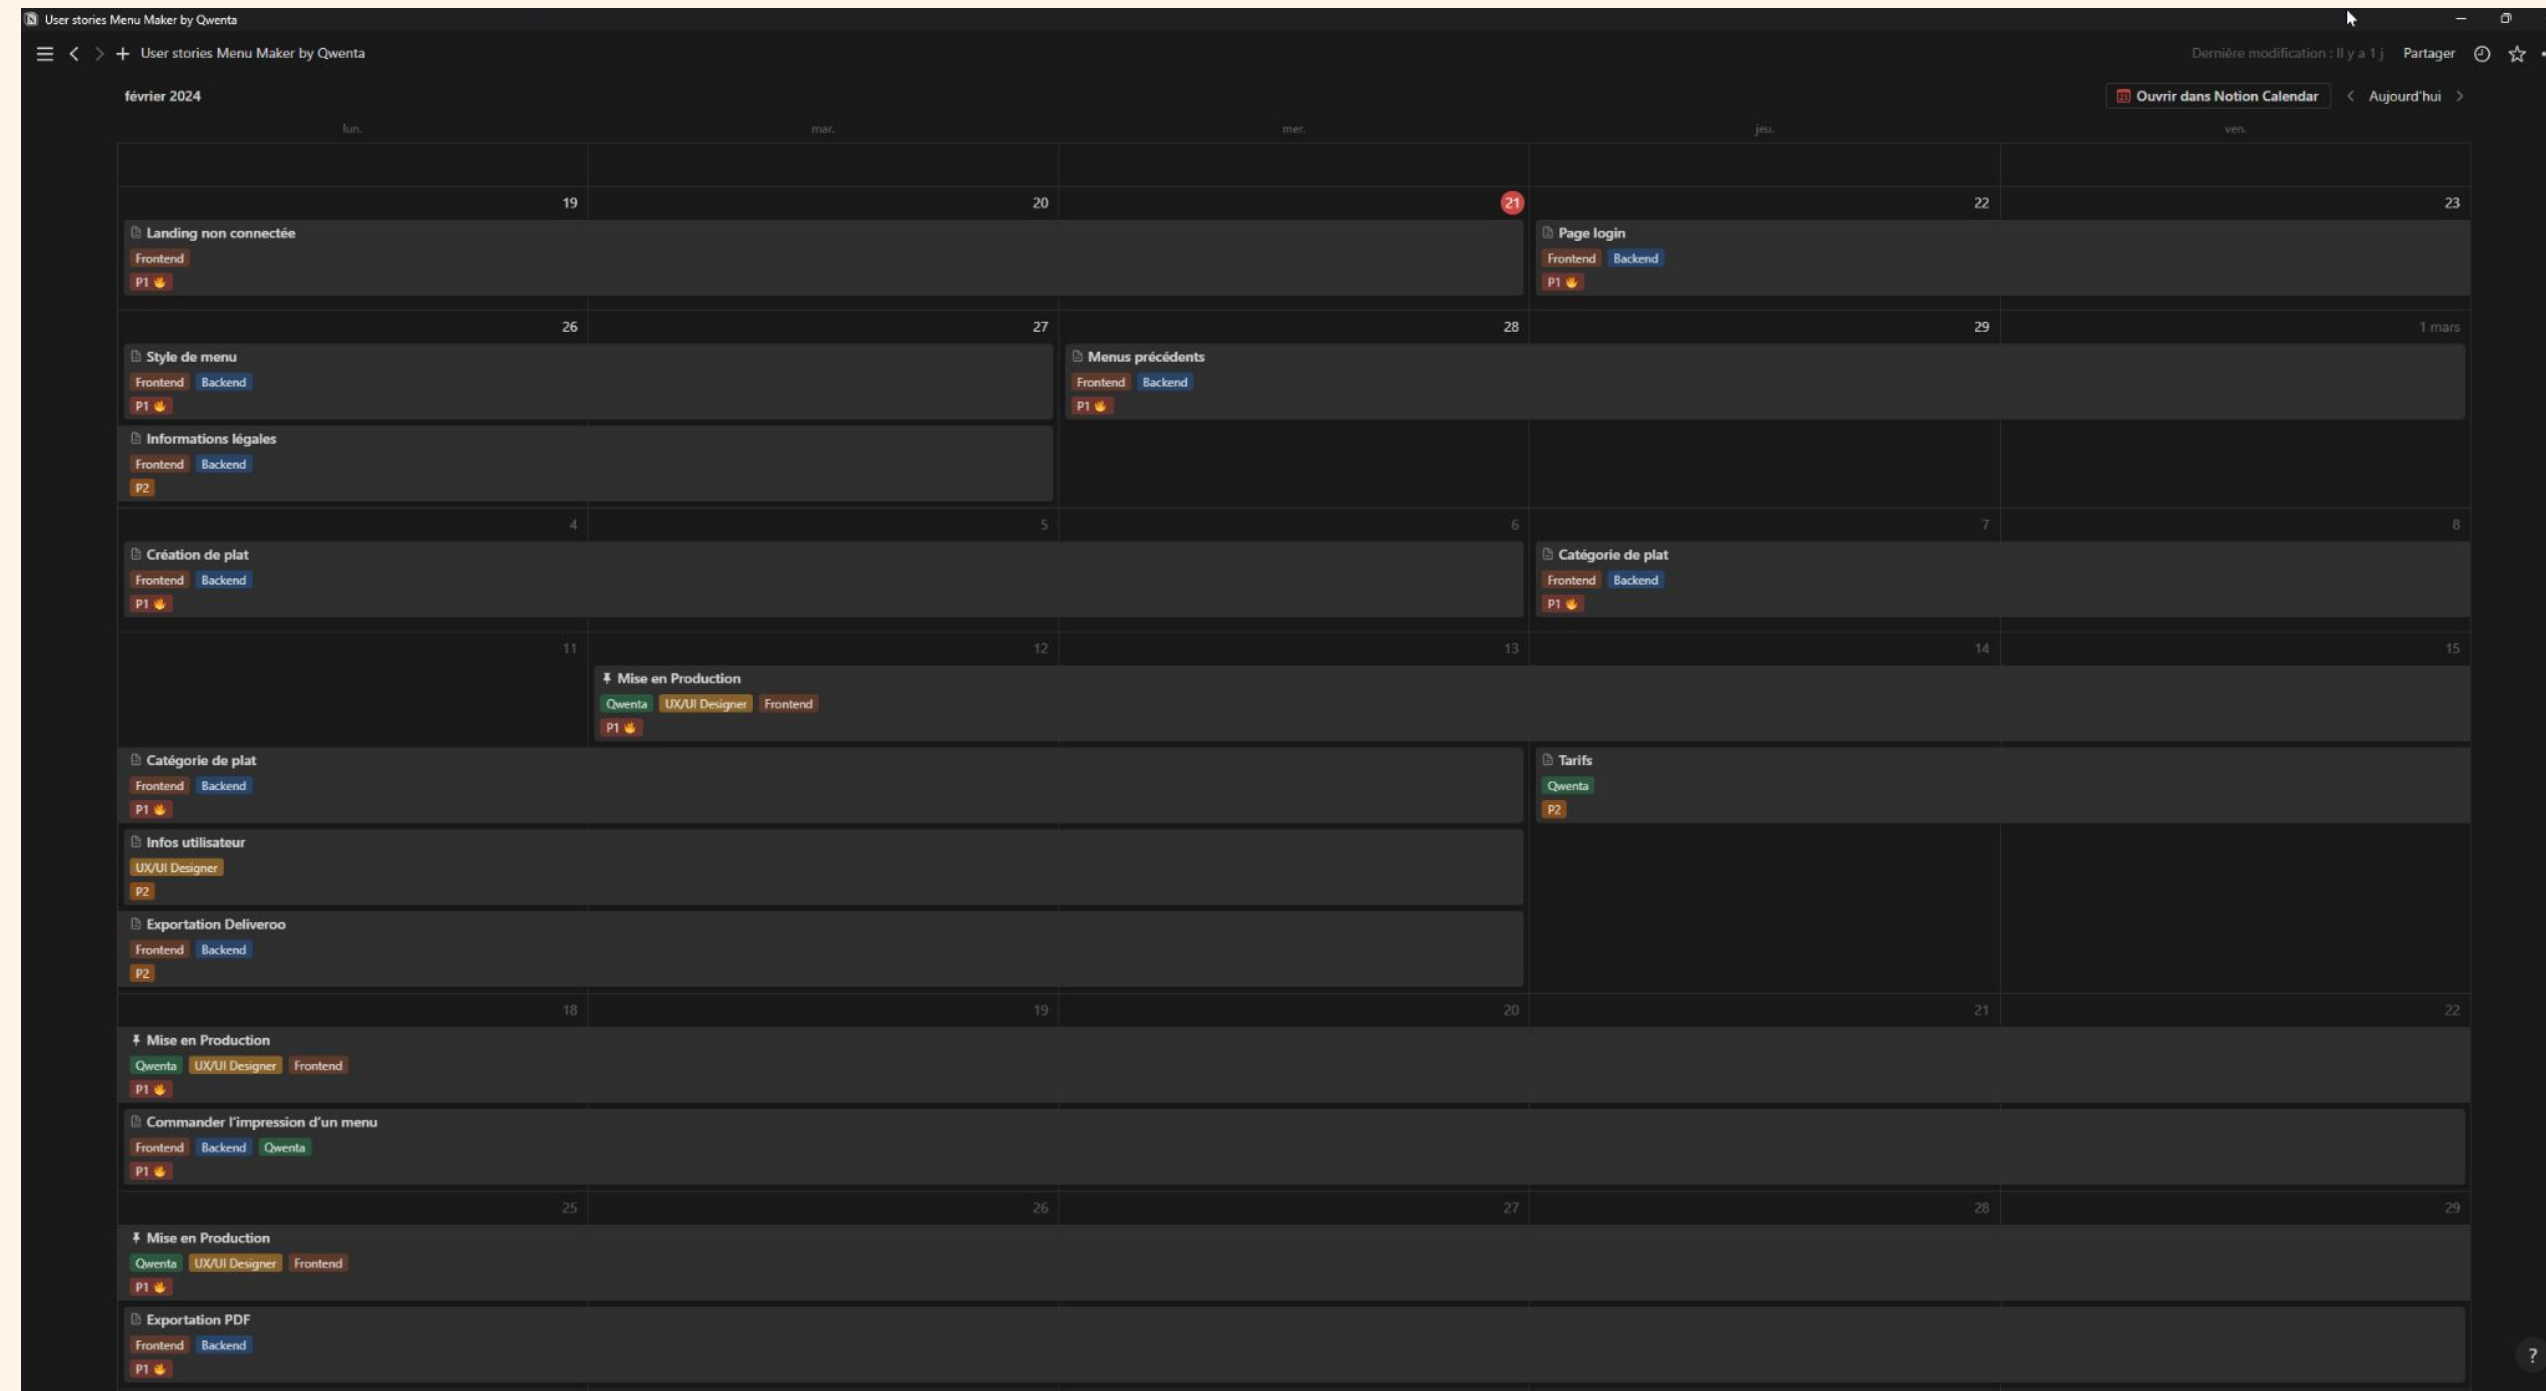 User stories Menu Maker by Qwenta
User stories Menu Maker by Qwenta Dernière modification : Il y a 1 j Partager
février 2024 Ouvrir dans Notion Calendar Aujourd'hui
lun. mar. mer. jeu. ven.
19 20 21 22 23
Landing non connectée Page login
Frontend Frontend Backend
P1 P1
26 27 28 29 1 mars
Style de menu Menus précédents
Frontend Backend Frontend Backend
P1 P1
Informations légales
Frontend Backend
P2
4 5 6 7 8
Création de plat Catégorie de plat
Frontend Backend Frontend Backend
P1 P1
11 12 13 14 15
Mise en Production
Qwenta UX/UI Designer Frontend
P1
Catégorie de plat Tarifs
Frontend Backend Qwenta
P1 P2
Infos utilisateur
UX/UI Designer
P2
Exportation Deliveroo
Frontend Backend
P2
18 19 20 21 22
Mise en Production
Qwenta UX/UI Designer Frontend
P1
Commander l'impression d'un menu
Frontend Backend Qwenta
P1
25 26 27 28 29
Mise en Production
Qwenta UX/UI Designer Frontend
P1
Exportation PDF
Frontend Backend
P1
?